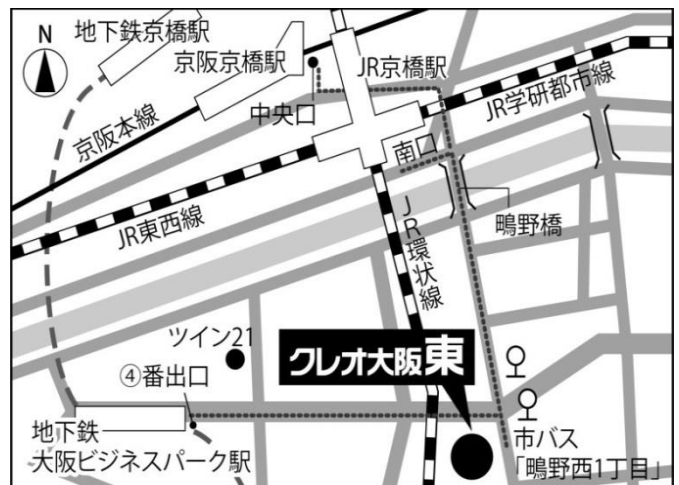 N
地下鉄京橋駅
京阪京橋駅
JR京橋駅
中央口
JR学研都市線
京阪本線
南口
JR東西線
鴫野橋
JR環状線
ツイン21
クレオ大阪東
④番出口
地下鉄
大阪ビジネスパーク駅
市バス
「鴫野西1丁目」